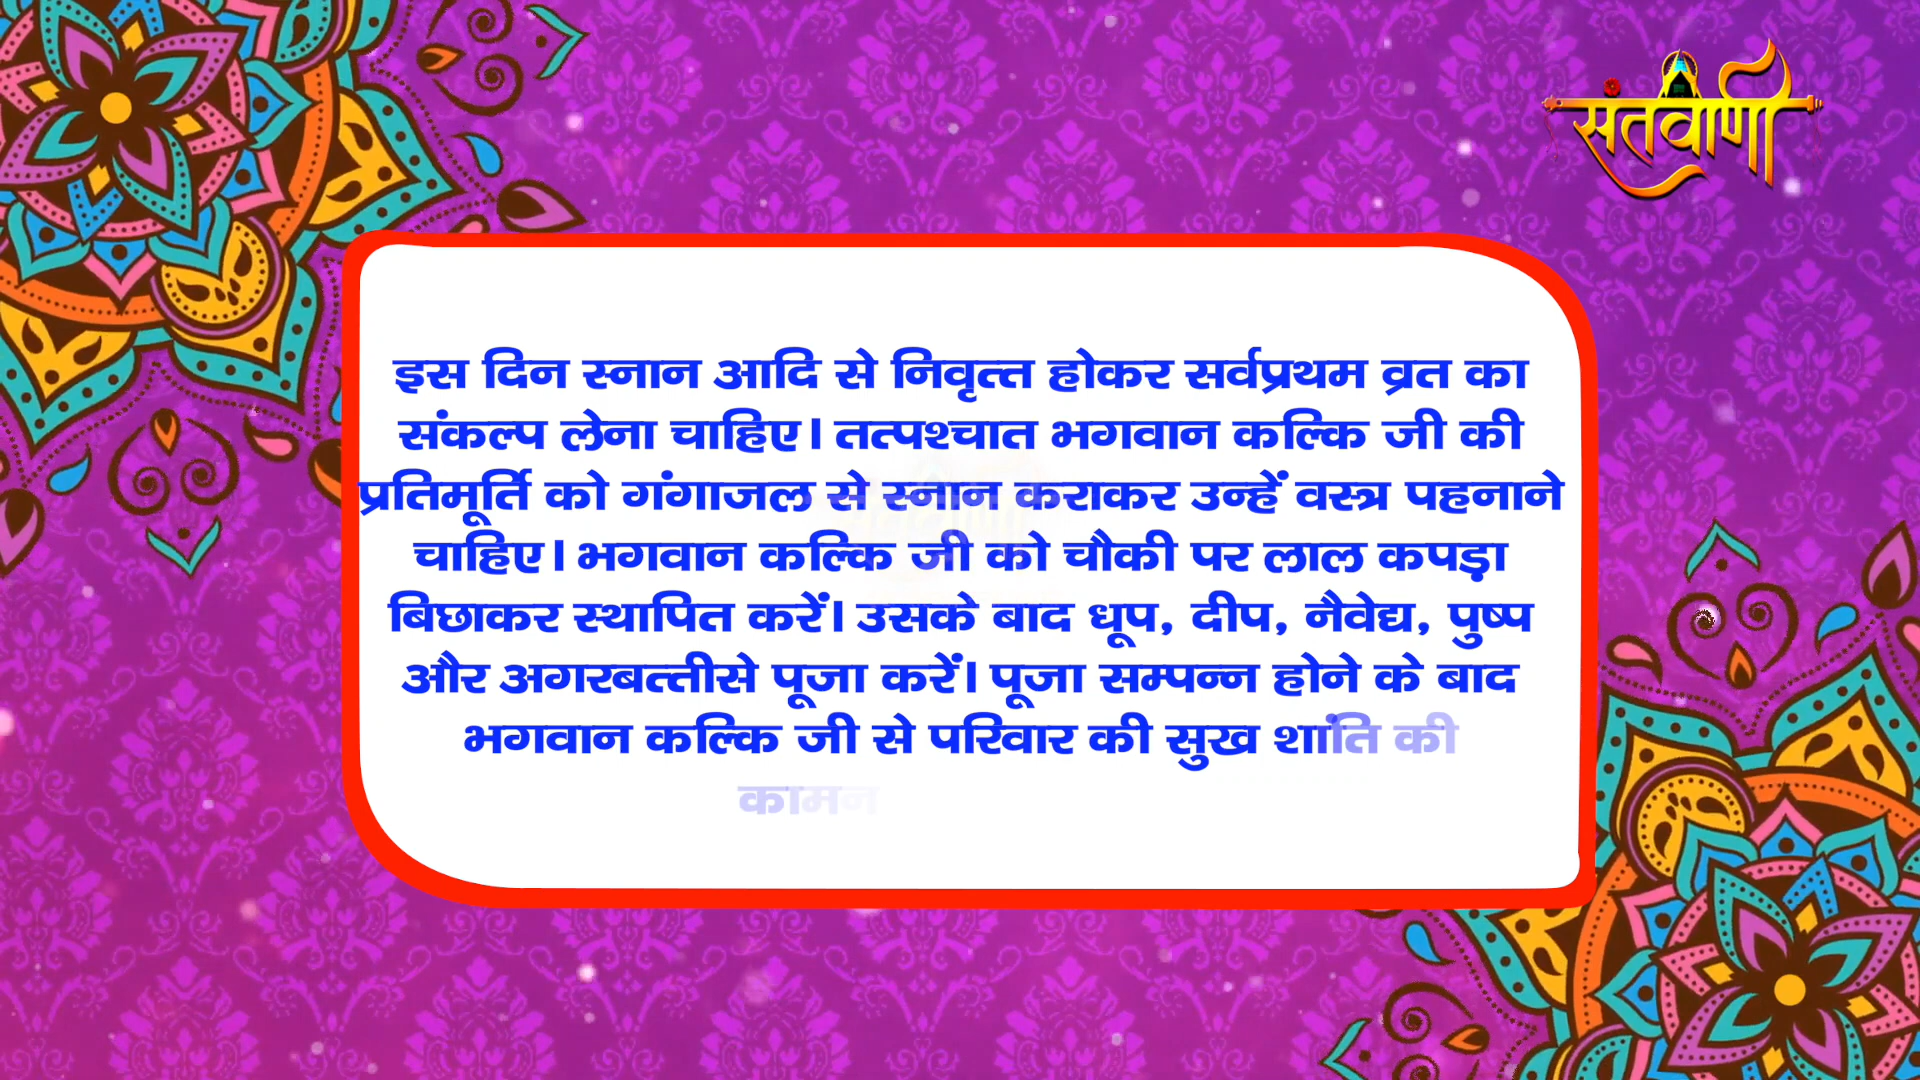 संतवाणी
इस दिन स्नान आदि से निवृत्त होकर सर्वप्रथम व्रत का
संकल्प लेना चाहिए। तत्पश्चात भगवान कल्कि जी की
प्रतिमूर्ति को गंगाजल से स्नान कराकर उन्हें वस्त्र पहनाने
चाहिए। भगवान कल्कि जी को चौकी पर लाल कपड़ा
बिछाकर स्थापित करें। उसके बाद धूप, दीप, नैवेद्य, पुष्प
और अगरबत्तीसे पूजा करें। पूजा सम्पन्न होने के बाद
भगवान कल्कि जी से परिवार की सुख शांति की
कामन